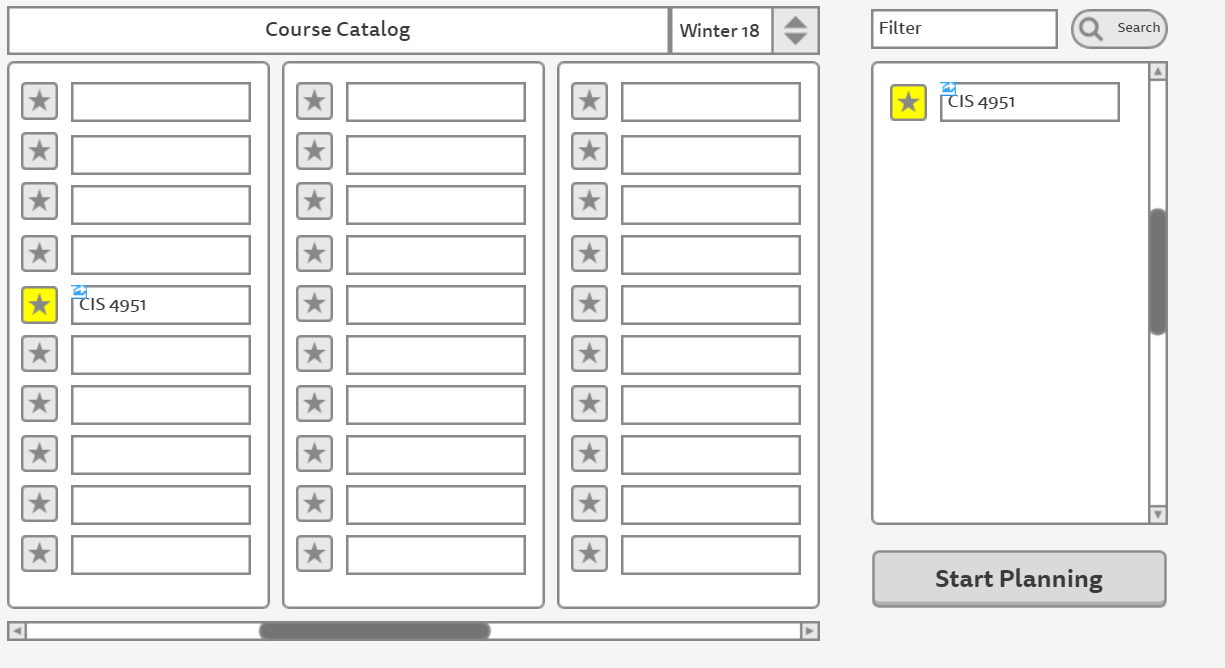 Course Catalog
Winter 18
Filter
Search
CIS 4951
CIS 4951
Start Planning